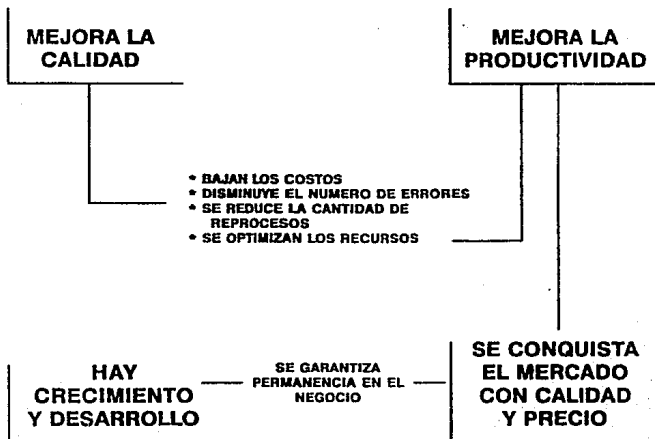 MEJORA LA
CALIDAD
MEJORA LA
PRODUCTIVIDAD
* BAJAN LOS COSTOS
* DISMINUYE EL NUMERO DE ERRORES
* SE REDUCE LA CANTIDAD DE
REPROCESOS
* SE OPTIMIZAN LOS RECURSOS
HAY
CRECIMIENTO
Y DESARROLLO
SE GARANTIZA
PERMANENCIA EN EL
NEGOCIO
SE CONQUISTA
EL MERCADO
CON CALIDAD
Y PRECIO